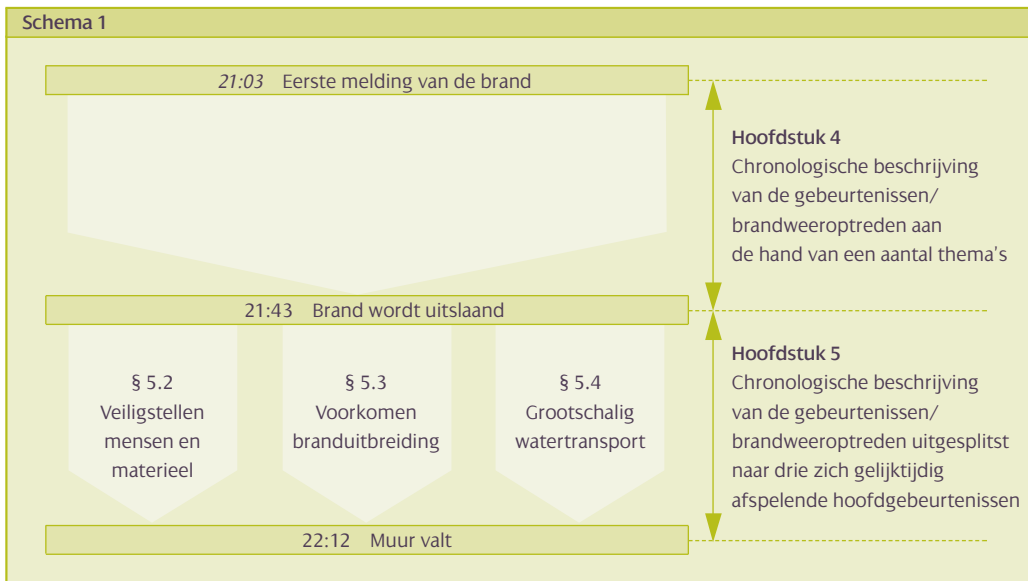 Schema 1
21:03 Eerste melding van de brand
Hoofdstuk 4
Chronologische beschrijving
van de gebeurtenissen/
brandweeroptreden aan
de hand van een aantal thema's
21:43 Brand wordt uitslaand
§ 5.2
Veiligstellen
mensen en
materieel
§ 5.3
Voorkomen
branduitbreiding
§ 5.4
Grootschalig
watertransport
Hoofdstuk 5
Chronologische beschrijving
van de gebeurtenissen/
brandweeroptreden uitgesplitst
naar drie zich gelijktijdig
afspelende hoofdgebeurtenissen
22:12 Muur valt